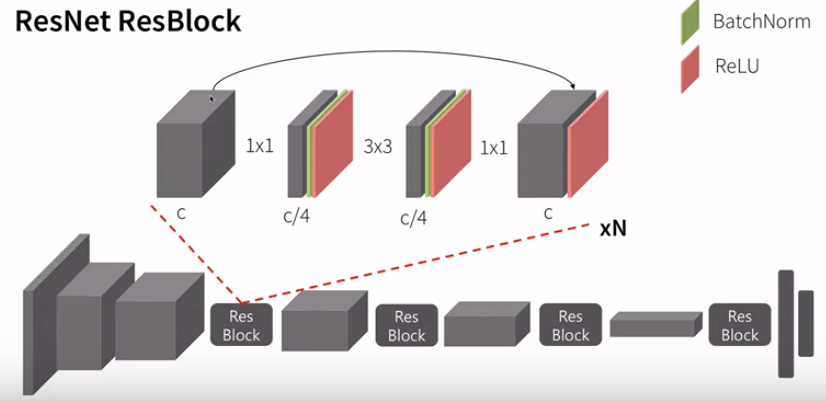 ResNet ResBlock
BatchNorm
ReLU
1x1
3x3
1x1
c
c/4
c/4
c
xN
Res
Block
Res
Block
Res
Block
Res
Block